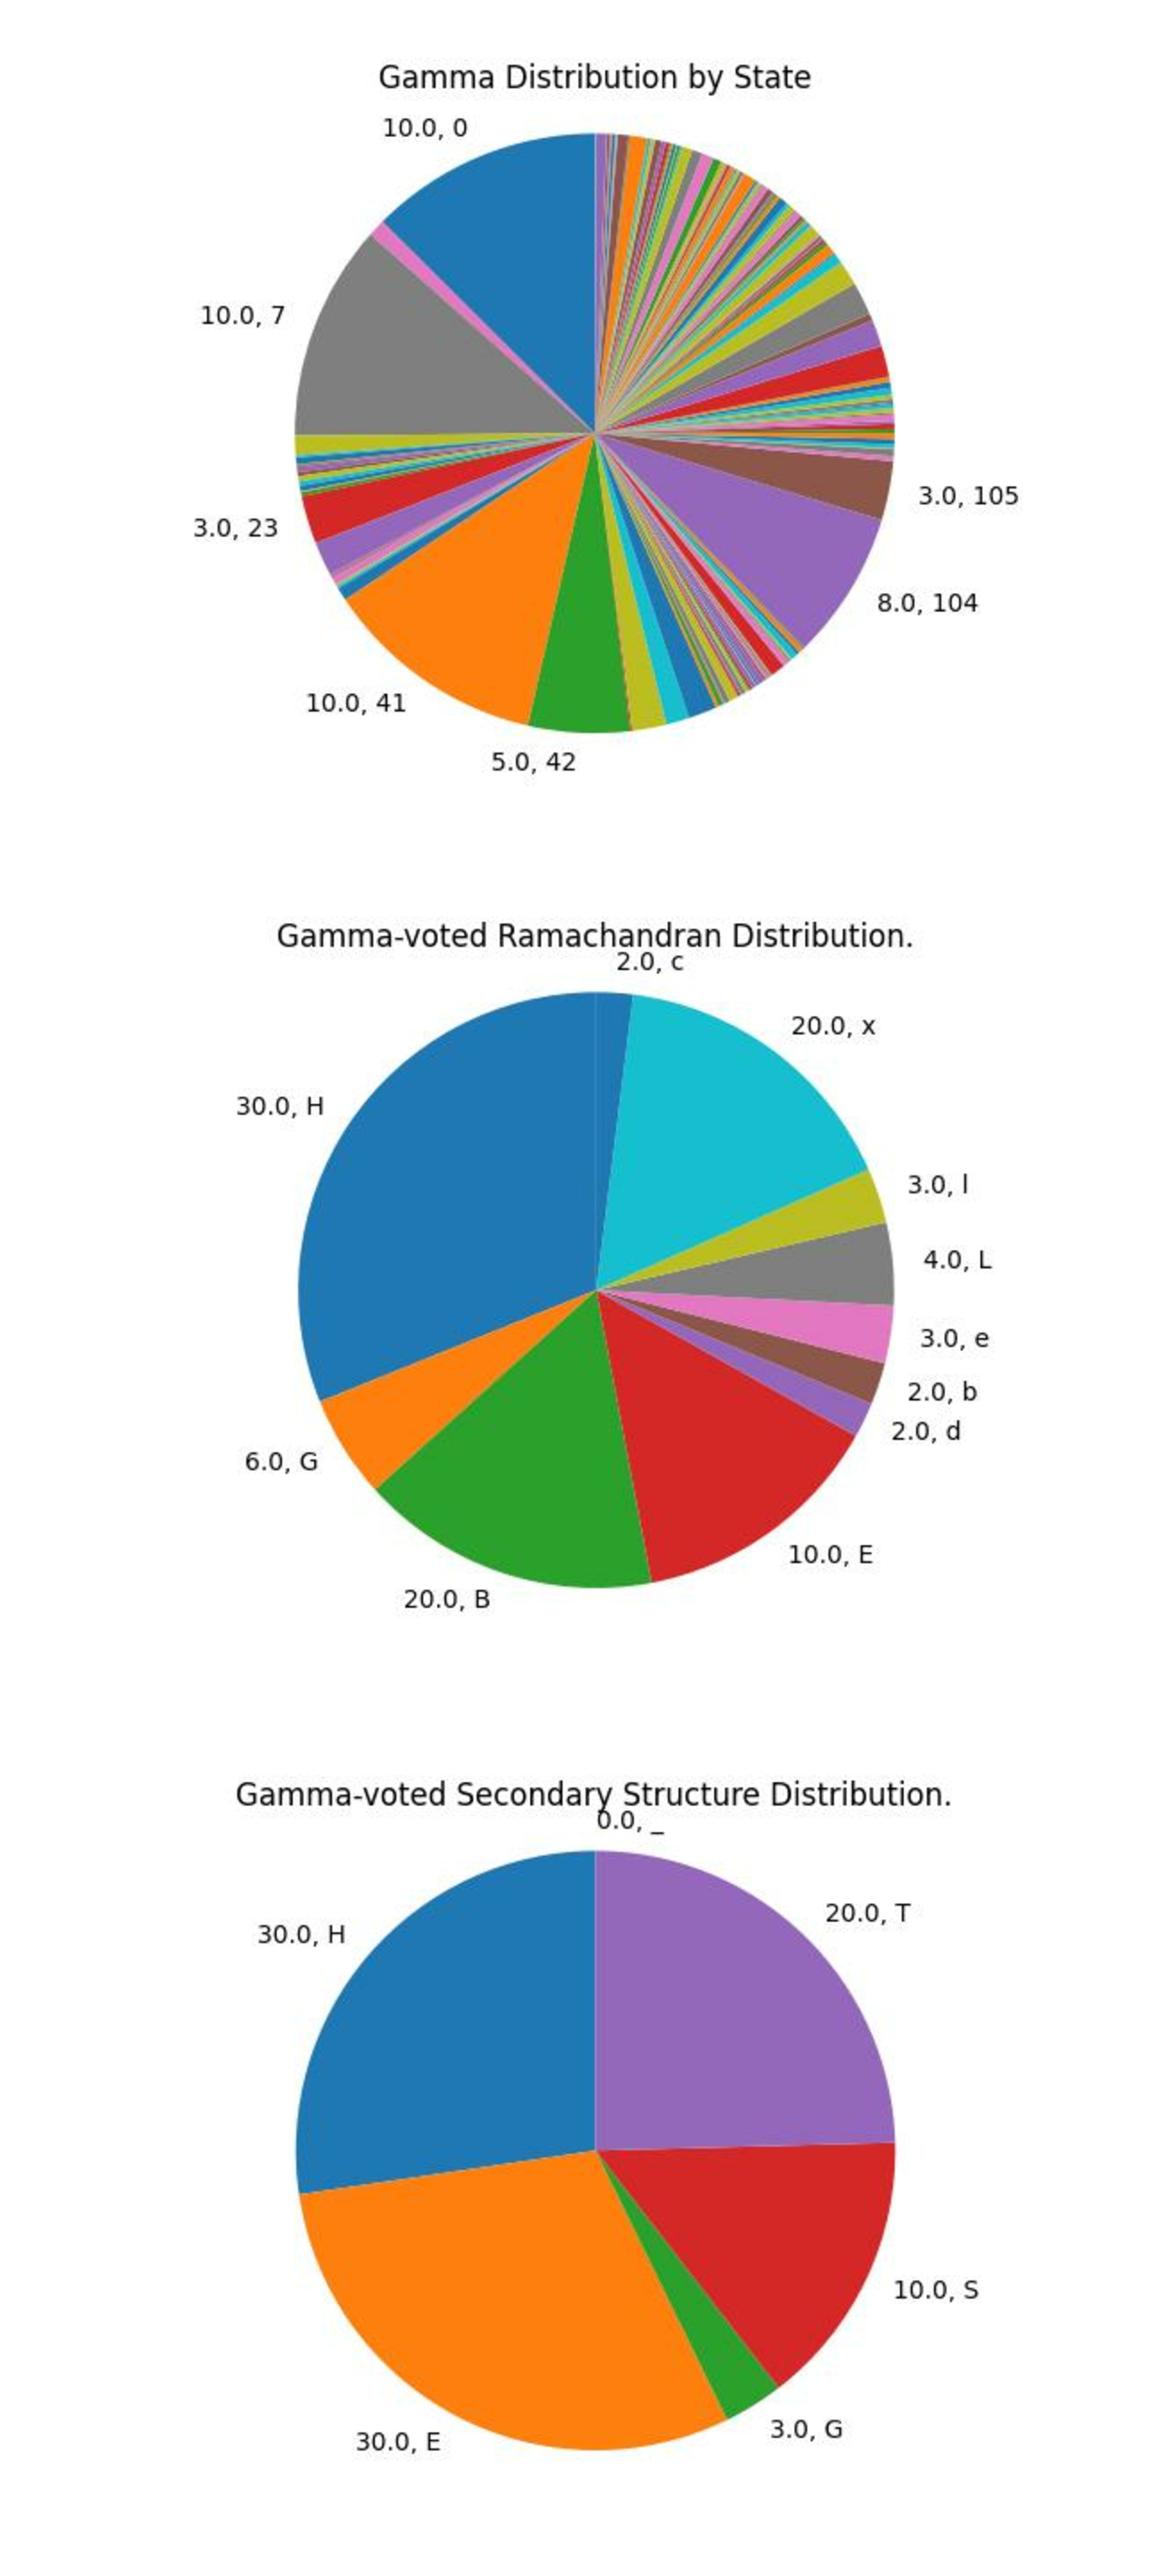 Gamma Distribution by State
10.0, 0
10.0, 7
3.0, 105
3.0, 23
8.0, 104
10.0, 41
5.0, 42
Gamma-voted Ramachandran Distribution.
2.0, c
20.0, x
30.0, H
3.0, l
4.0, L
3.0, e
2.0, b
2.0, d
6.0, G
10.0, E
20.0, B
Gamma-voted Secondary Structure Distribution.
0.0, _
20.0, T
30.0, H
10.0, S
3.0, G
30.0, E